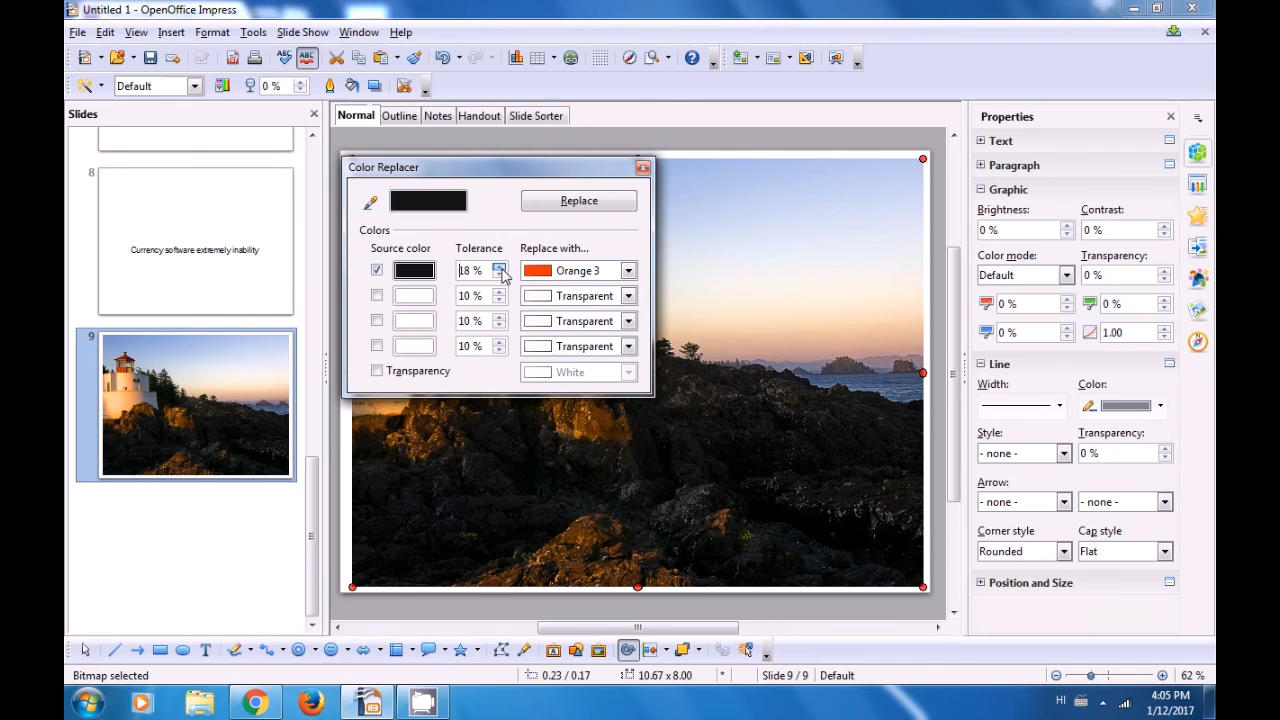 Untitled 1 - OpenOffice Impress
File Edit View Insert Format Tools Slide Show Window Help
Default 0 %
Slides
Normal Outline Notes Handout Slide Sorter
8
Currency software extremely inability
9
Color Replacer
Replace
Colors
Source color Tolerance Replace with...
18 % Orange 3
10 % Transparent
10 % Transparent
10 % Transparent
Transparency White
Properties
Text
Paragraph
Graphic
Brightness: Contrast:
0 % 0 %
Color mode: Transparency:
Default 0 %
0 % 0 %
0 % 1.00
Line
Width: Color:
Style: Transparency:
- none - 0 %
Arrow:
- none - - none -
Corner style Cap style
Rounded Flat
Position and Size
Bitmap selected 0.23 / 0.17 10.67 x 8.00 * Slide 9 / 9 Default 62 %
HI 4:05 PM
1/12/2017